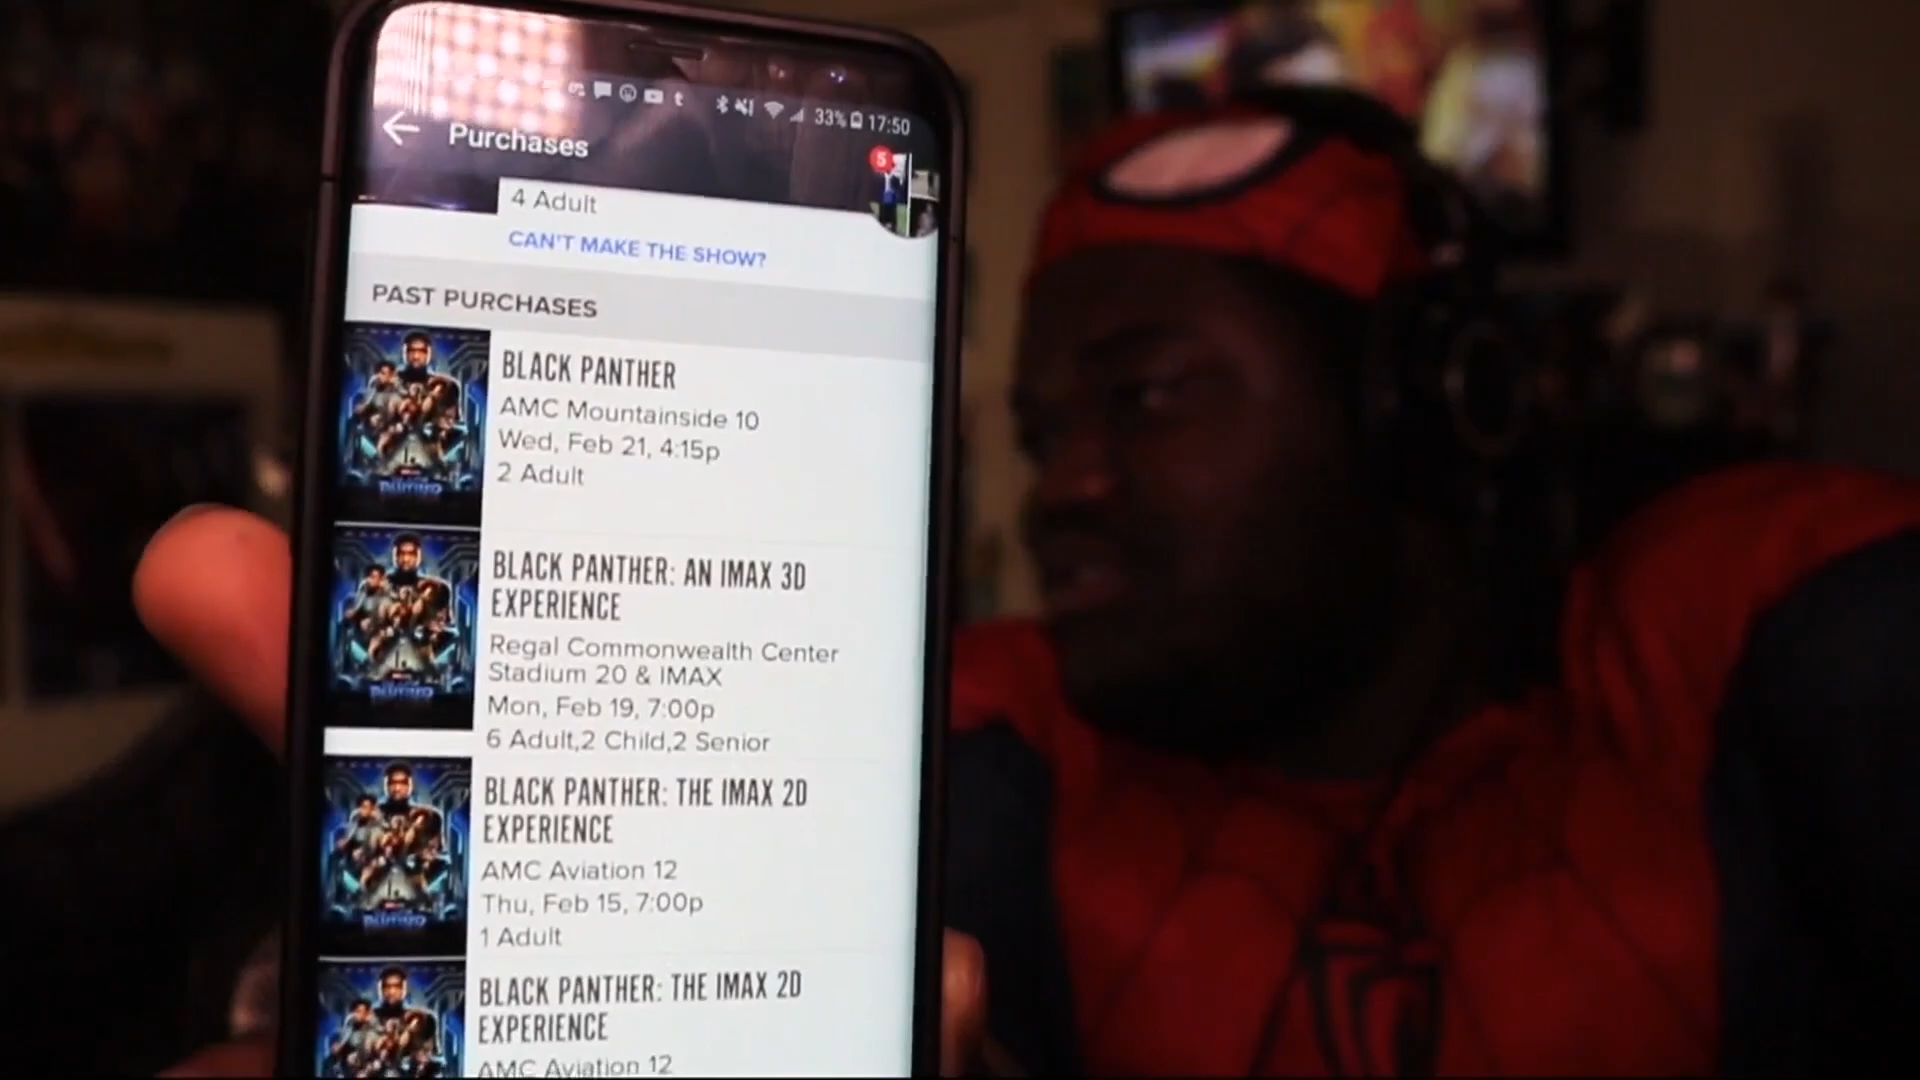 t 33% 17:50
Purchases
5
4 Adult
CAN'T MAKE THE SHOW?
PAST PURCHASES
BLACK PANTHER
AMC Mountainside 10
Wed, Feb 21, 4:15p
2 Adult
BLACK PANTHER: AN IMAX 3D
EXPERIENCE
Regal Commonwealth Center
Stadium 20 & IMAX
Mon, Feb 19, 7:00p
6 Adult,2 Child,2 Senior
BLACK PANTHER: THE IMAX 2D
EXPERIENCE
AMC Aviation 12
Thu, Feb 15, 7:00p
1 Adult
BLACK PANTHER: THE IMAX 2D
EXPERIENCE
AMC Aviation 12